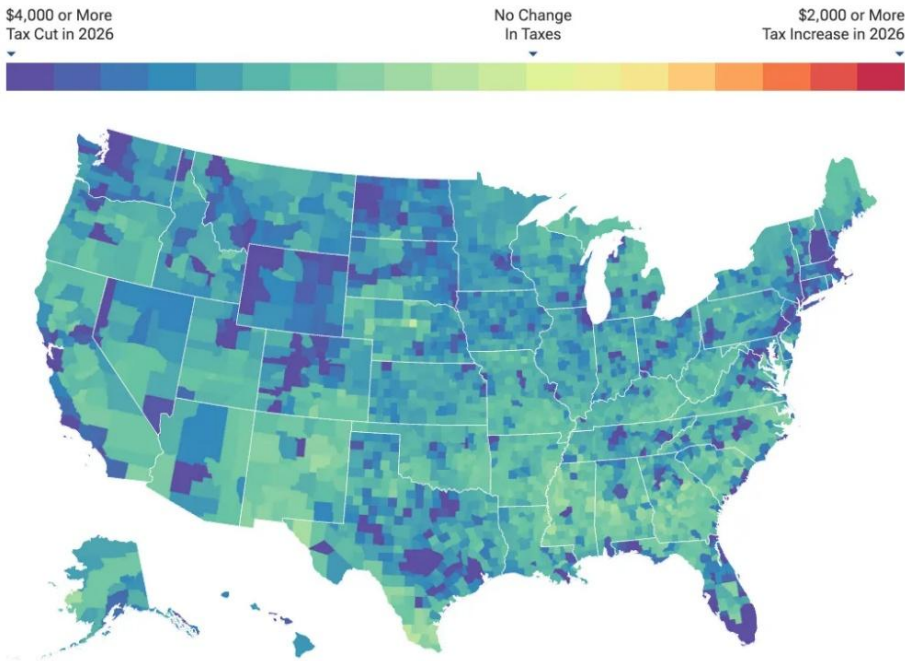 $4,000 or More
Tax Cut in 2026
No Change
In Taxes
$2,000 or More
Tax Increase in 2026